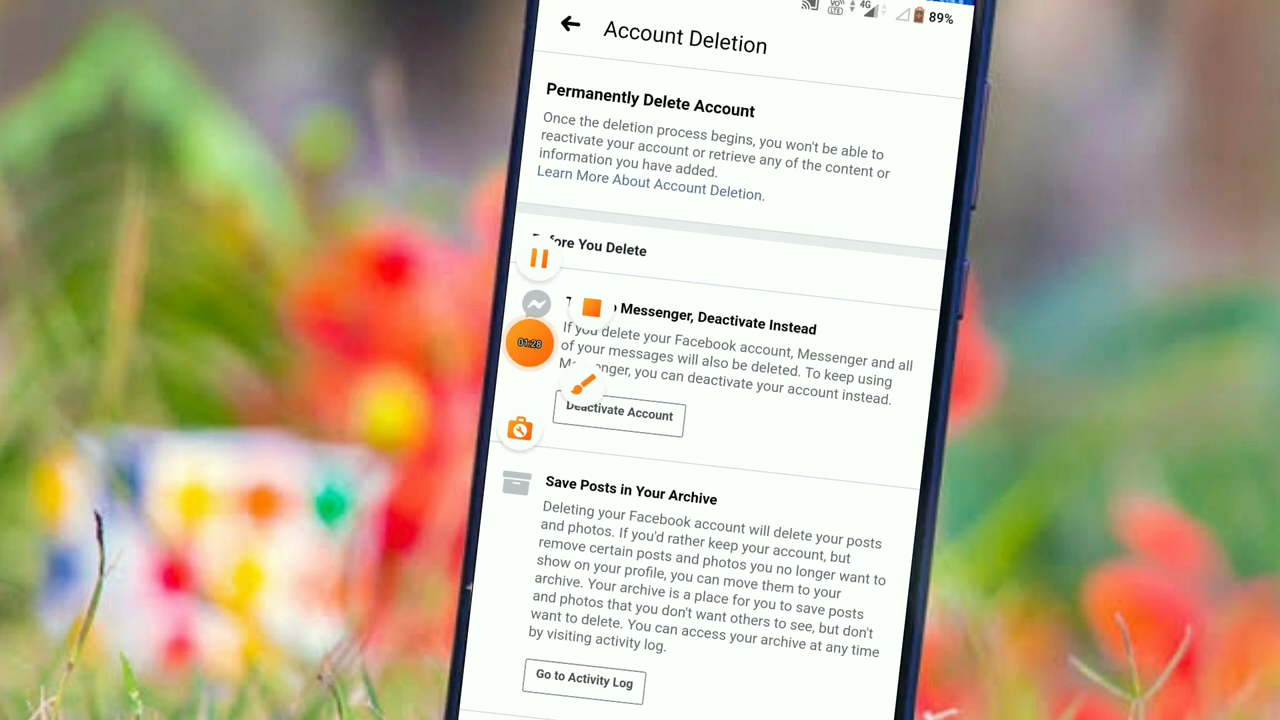 VOº
LTE
4G
89%
Account Deletion
Permanently Delete Account
Once the deletion process begins, you won't be able to
reactivate your account or retrieve any of the content or
information you have added.
Learn More About Account Deletion.
fore You Delete
Messenger, Deactivate Instead
If you delete your Facebook account, Messenger and all
of your messages will also be deleted. To keep using
enger, you can deactivate your account instead.
01:28
Deactivate Account
Save Posts in Your Archive
Deleting your Facebook account will delete your posts
and photos. If you'd rather keep your account, but
remove certain posts and photos you no longer want to
show on your profile, you can move them to your
archive. Your archive is a place for you to save posts
and photos that you don't want others to see, but don't
want to delete. You can access your archive at any time
by visiting activity log.
Go to Activity Log